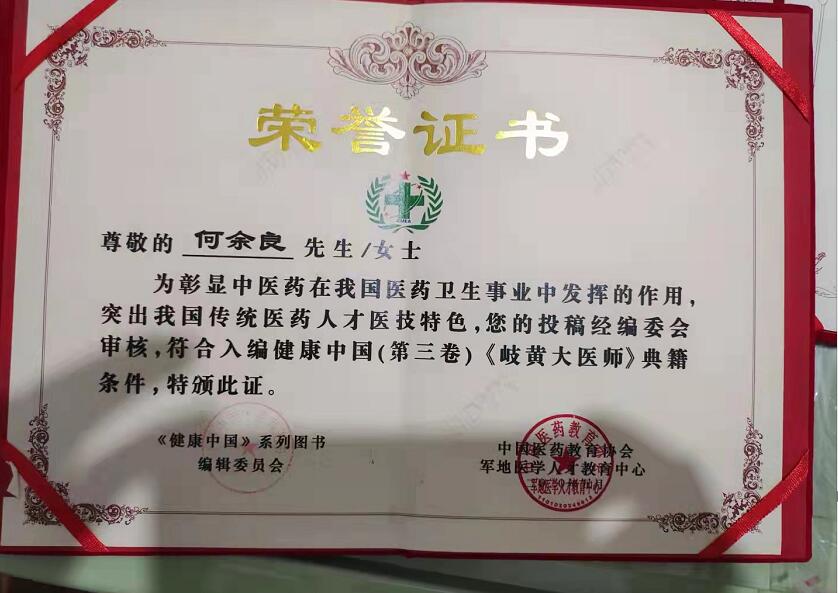 荣誉证书
尊敬的 何余良 先生/女士
为彰显中医药在我国医药卫生事业中发挥的作用,
突出我国传统医药人才医技特色,您的投稿经编委会
审核,符合入编健康中国(第三卷)《岐黄大医师》典籍
条件,特颁此证。
《健康中国》系列图书
编辑委员会
中国医药教育协会
军地医学人才教育中心